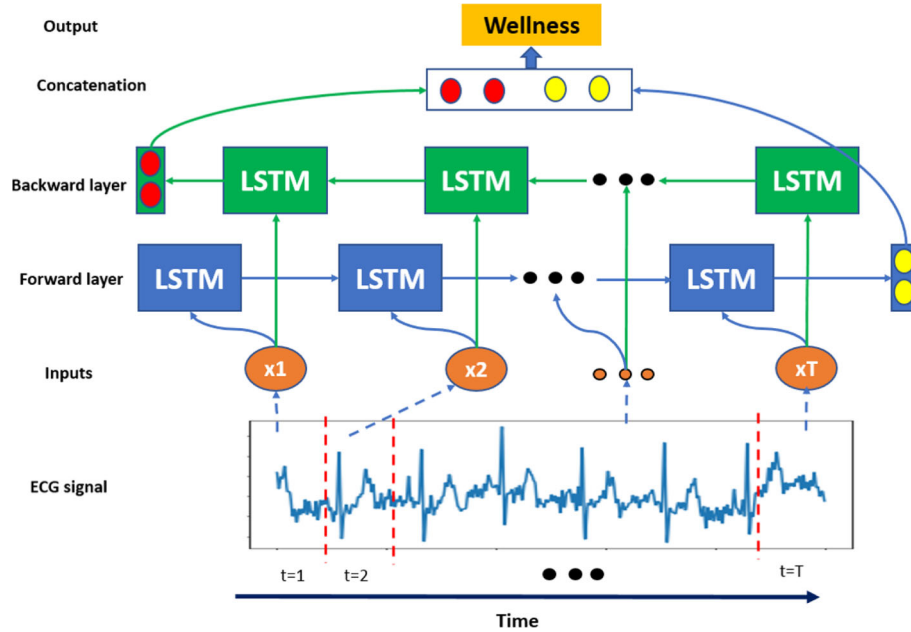 Output
Wellness
Concatenation
Backward layer
LSTM
LSTM
LSTM
Forward layer
LSTM
LSTM
LSTM
Inputs
x1
x2
xT
ECG signal
t=1
t=2
t=T
Time